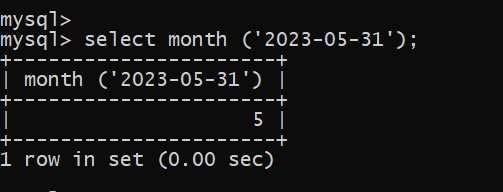 mysql>
mysql> select month ('2023-05-31');
+----------------------+
| month ('2023-05-31') |
+----------------------+
|                    5 |
+----------------------+
1 row in set (0.00 sec)
mysql>